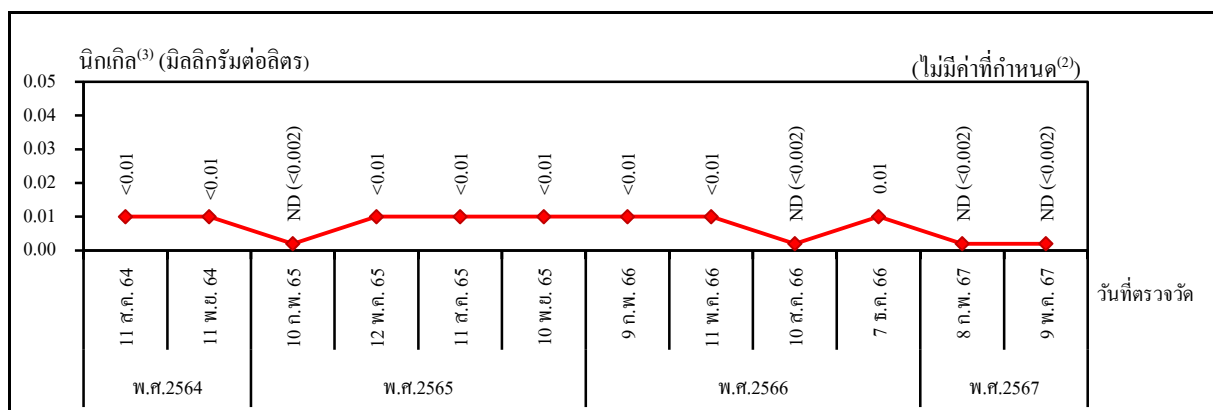 นิกเกิล(3) (มิลลิกรัมต่อลิตร) (ไม่มีค่าที่กำหนด(2))
0.05
0.04
0.03
0.02
0.01
0.00
<0.01
<0.01
ND (<0.002)
<0.01
<0.01
<0.01
<0.01
<0.01
ND (<0.002)
0.01
ND (<0.002)
ND (<0.002)
11 ส.ค. 64
11 พ.ย. 64
10 ก.พ. 65
12 พ.ค. 65
11 ส.ค. 65
10 พ.ย. 65
9 ก.พ. 66
11 พ.ค. 66
10 ส.ค. 66
7 ธ.ค. 66
8 ก.พ. 67
9 พ.ค. 67
วันที่ตรวจวัด
พ.ศ.2564 พ.ศ.2565 พ.ศ.2566 พ.ศ.2567